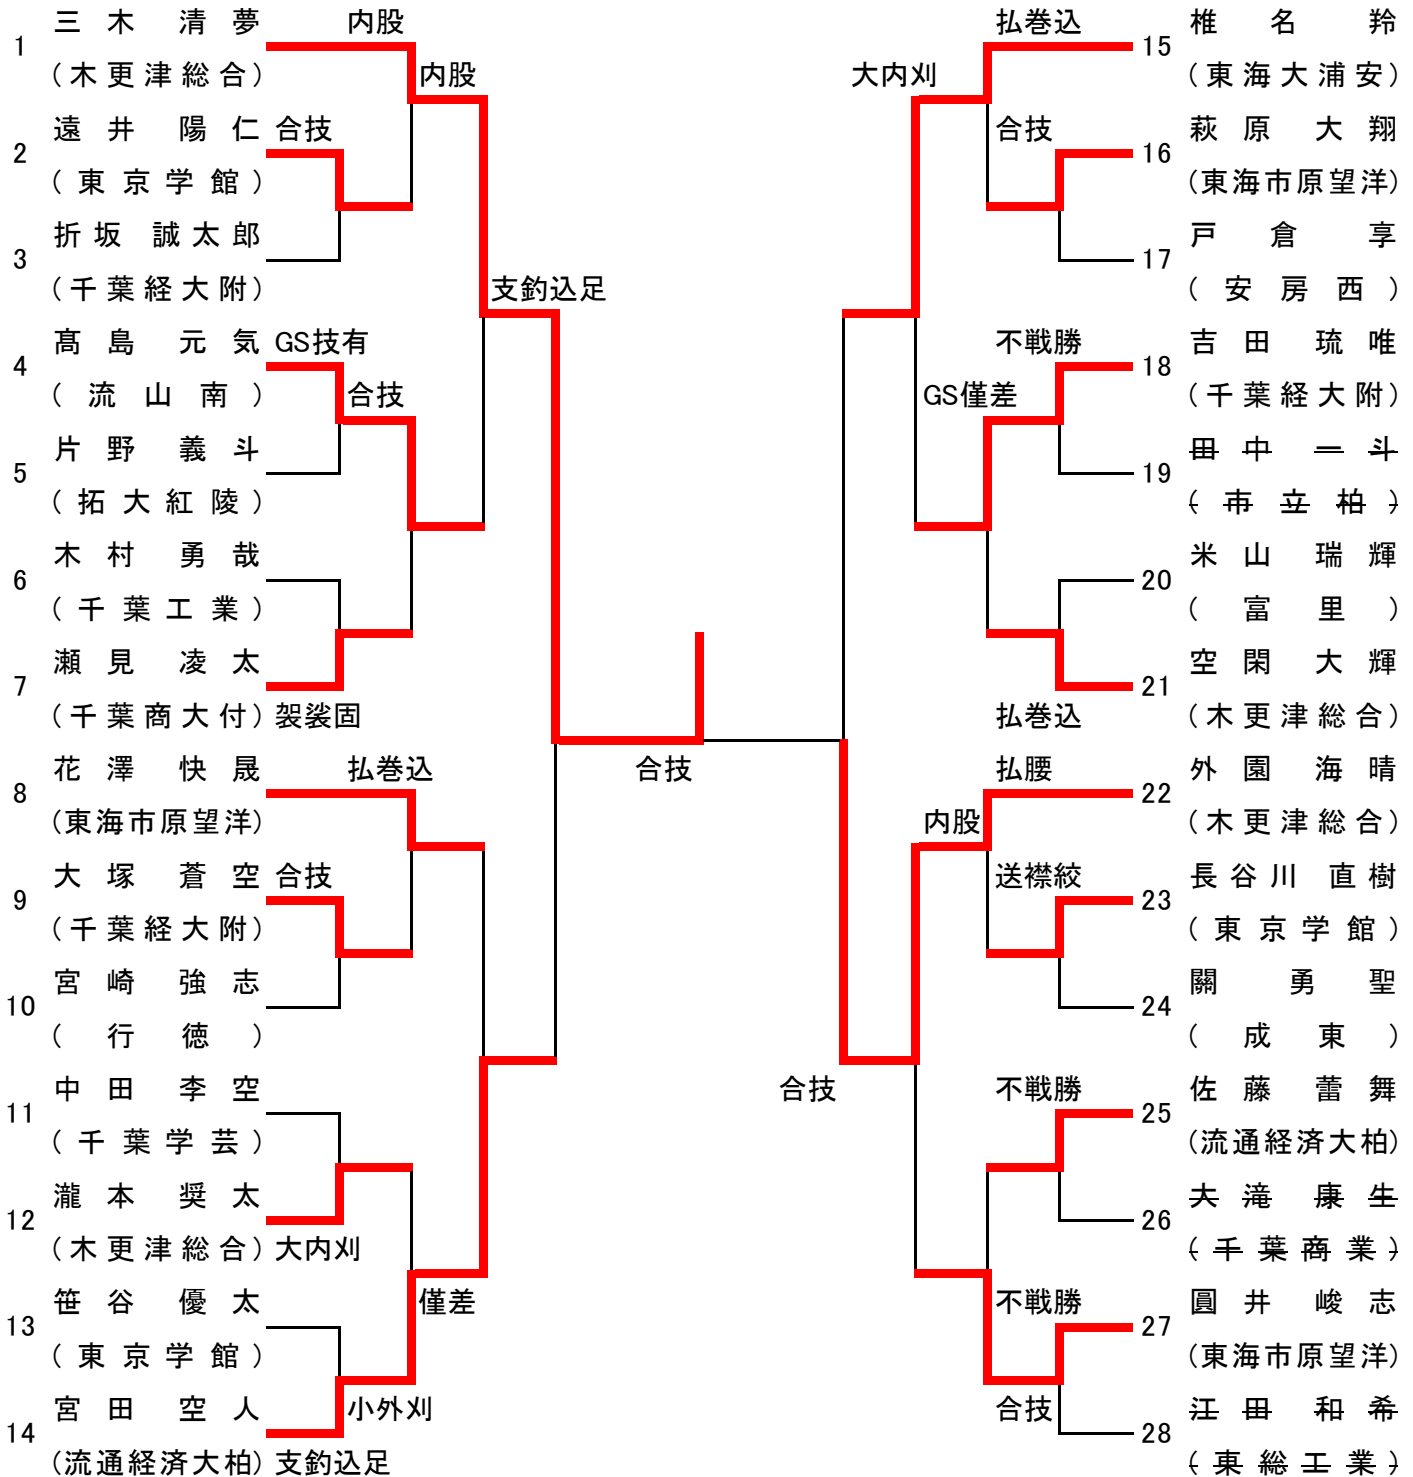 三木 清夢 内股
1
(木更津総合) 内股
遠井 陽仁 合技
2
(東京学館)
折坂 誠太郎
3
(千葉経大附) 支釣込足
髙島 元気 GS技有
4
(流山南) 合技
片野 義斗
5
(拓大紅陵)
木村 勇哉
6
(千葉工業)
瀬見 凌太
7
(千葉商大付) 袈裟固
花澤 快晟 払巻込
8
(東海市原望洋)
大塚 蒼空 合技
9
(千葉経大附)
宮崎 強志
10
(行徳)
中田 李空
11
(千葉学芸)
瀧本 奨太
12
(木更津総合) 大内刈
笹谷 優太 僅差
13
(東京学館)
宮田 空人 小外刈
14
(流通経済大柏) 支釣込足
合技
払巻込 椎名 羚
15
大内刈 (東海大浦安)
合技 萩原 大翔
16
(東海市原望洋)
戸倉 享
17
(安房西)
不戦勝 吉田 琉唯
18
GS僅差 (千葉経大附)
田中 一斗
19
(市立柏)
米山 瑞輝
20
(富里)
空閑 大輝
21
払巻込 (木更津総合)
払腰 外園 海晴
22
内股 (木更津総合)
送襟絞 長谷川 直樹
23
(東京学館)
關 勇聖
24
(成東)
合技 不戦勝 佐藤 蕾舞
25
(流通経済大柏)
大滝 康生
26
(千葉商業)
不戦勝 圓井 峻志
27
(東海市原望洋)
合技 江田 和希
28
(東総工業)